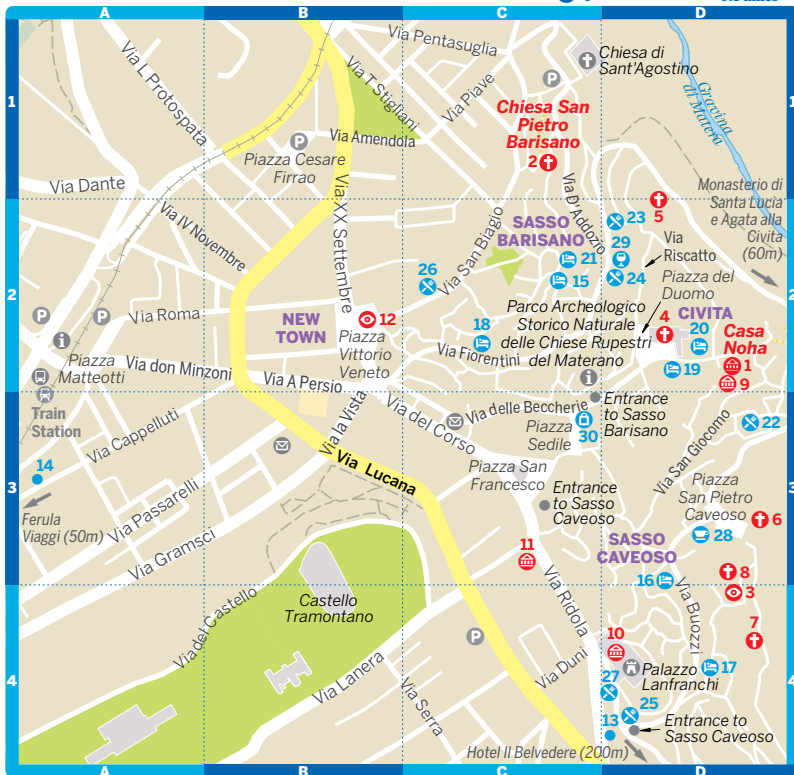 A
B
C
D
1
2
3
4
Via Pentasuglia
Via L Protospata
Via T Stigliani
Via Piave
Chiesa di
Sant'Agostino
Chiesa San
Pietro
Barisano
2
Via Amendola
Piazza Cesare
Firrao
Gravina
di Matera
Via Dante
Via IV Novembre
Via XX Settembre
Via D'Addozio
Monasterio di
Santa Lucia
e Agata alla
Civita
(60m)
5
23
SASSO
BARISANO
29
Via
Riscatto
21
26
Via San Biagio
15
24
Piazza del
Duomo
Via Roma
NEW
TOWN
12
Piazza
Vittorio
Veneto
18
Via Fiorentini
Parco Archeologico
Storico Naturale
delle Chiese Rupestri
del Materano
4
CIVITA
20
Casa
Noha
1
19
9
Piazza
Matteotti
Via don Minzoni
Via A Persio
Train
Station
Via Cappelluti
Via la Vista
Via del Corso
Via delle Beccherie
Piazza
Sedile
30
Entrance
to Sasso
Barisano
22
Via San Giocomo
14
Via Lucana
Piazza San
Francesco
Ferula
Viaggi (50m)
Via Passarelli
Via Gramsci
Entrance
to Sasso
Caveoso
Piazza
San Pietro
Caveoso
6
28
11
SASSO
CAVEOSO
8
16
3
Castello
Tramontano
Via del Castello
Via Ridola
Via Buozzi
7
10
Via Lanera
Via Duni
Palazzo
Lanfranchi
17
27
Via Serra
25
13
Entrance to
Sasso Caveoso
Hotel Il Belvedere (200m)
A
B
C
D
1
2
3
4